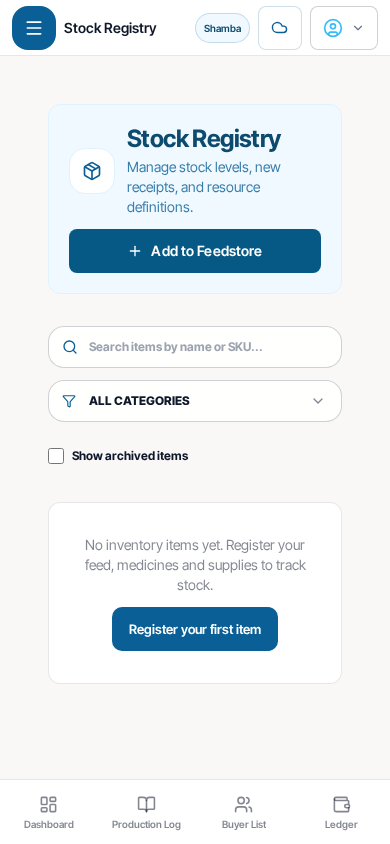 Stock Registry
Shamba
Stock Registry
Manage stock levels, new
receipts, and resource
definitions.
Add to Feedstore
Search items by name or SKU...
ALL CATEGORIES
Show archived items
No inventory items yet. Register your
feed, medicines and supplies to track
stock.
Register your first item
Dashboard
Production Log
Buyer List
Ledger